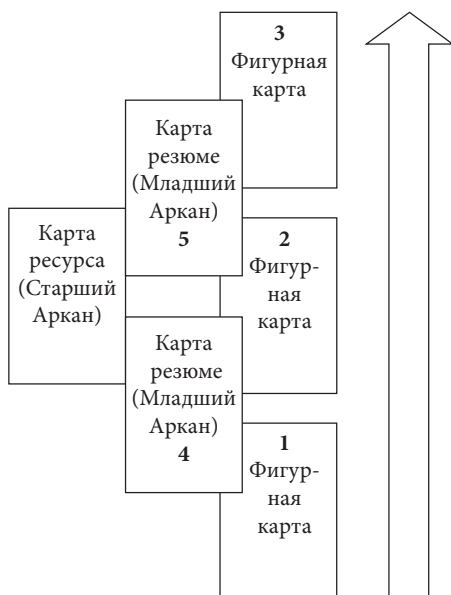 3
Фигурная
карта
Карта
резюме
(Младший
Аркан)
5
Карта
ресурса
(Старший
Аркан)
2
Фигур-
ная
карта
Карта
резюме
(Младший
Аркан)
4
1
Фигур-
ная
карта